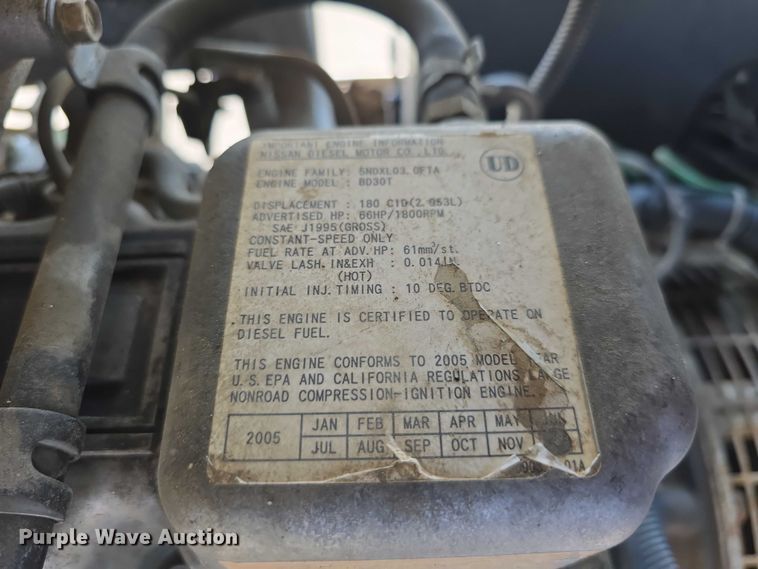 IMPORTANT ENGINE INFORMATION
NISSAN DIESEL MOTOR CO., LTD.
UD
ENGINE FAMILY: 5NDXL03.0FTA
ENGINE MODEL : BD30T
DISPLACEMENT : 180 CID(2.953L)
ADVERTISED HP: 66HP/1800RPM
SAE J1995(GROSS)
CONSTANT-SPEED ONLY
FUEL RATE AT ADV.HP: 61mm³/st.
VALVE LASH.IN&EXH : 0.014IN.
(HOT)
INITIAL INJ.TIMING : 10 DEG.BTDC
THIS ENGINE IS CERTIFIED TO OPERATE ON
DIESEL FUEL.
THIS ENGINE CONFORMS TO 2005 MODEL YEAR
U.S.EPA AND CALIFORNIA REGULATIONS LARGE
NONROAD COMPRESSION-IGNITION ENGINE.
2005 JAN FEB MAR APR MAY JUN
JUL AUG SEP OCT NOV
01A
Purple Wave Auction